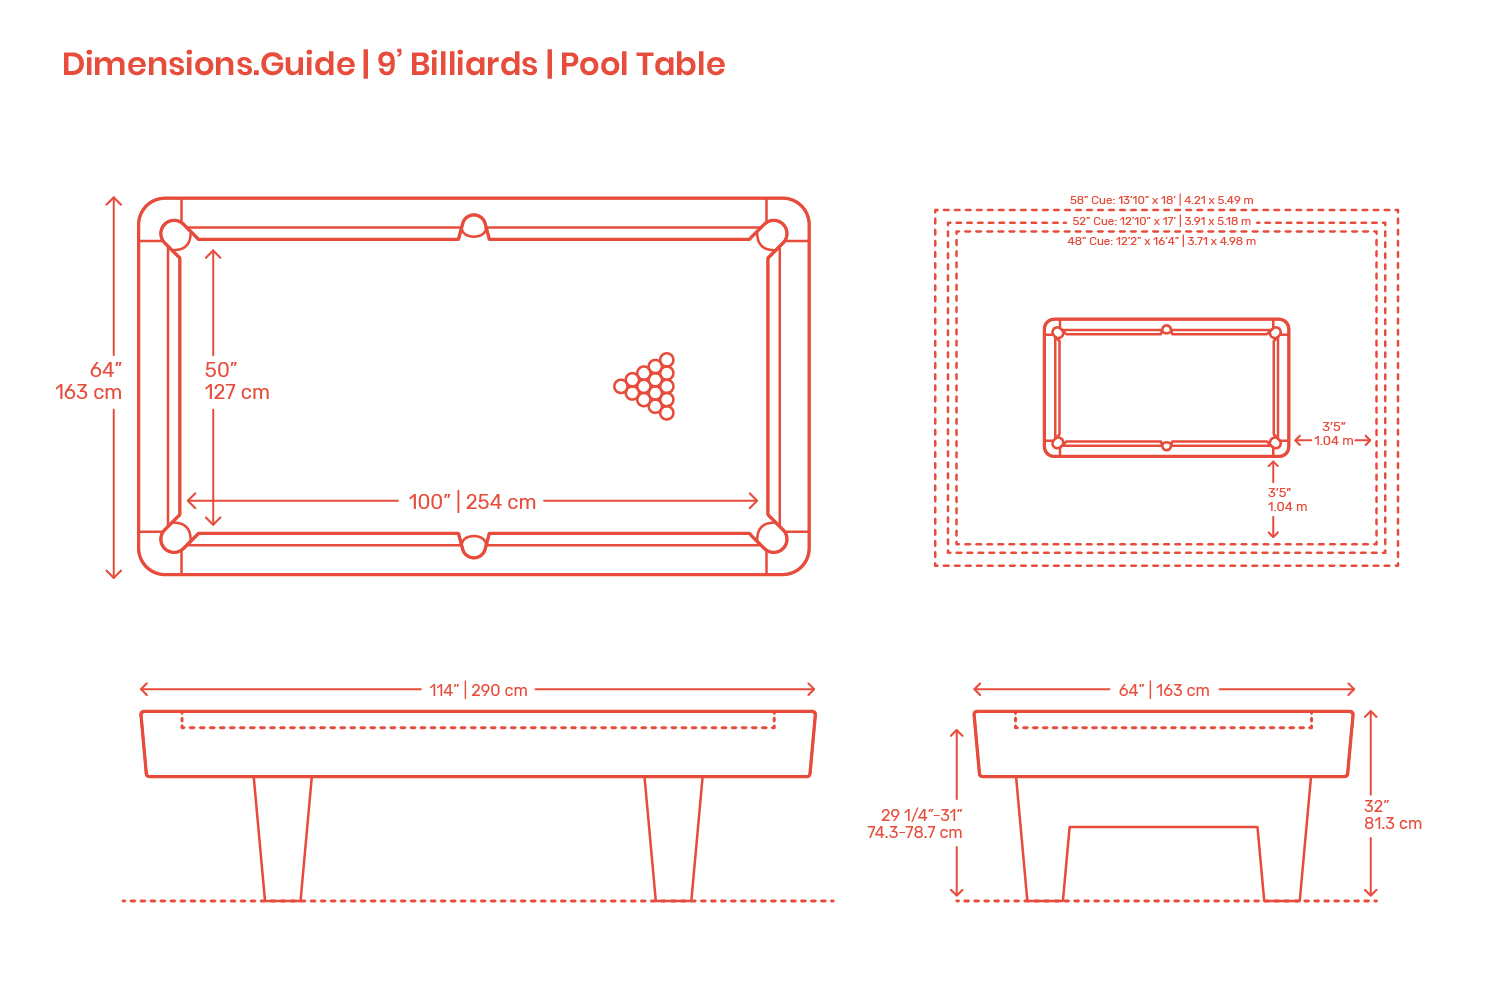 Dimensions.Guide | 9’ Billiards | Pool Table
58" Cue: 13'10" x 18' | 4.21 x 5.49 m
52" Cue: 12'10" x 17' | 3.91 x 5.18 m
48" Cue: 12'2" x 16'4" | 3.71 x 4.98 m
64"
163 cm
50"
127 cm
100" | 254 cm
3'5"
1.04 m
3'5"
1.04 m
114" | 290 cm
64" | 163 cm
29 1/4"-31"
74.3-78.7 cm
32"
81.3 cm